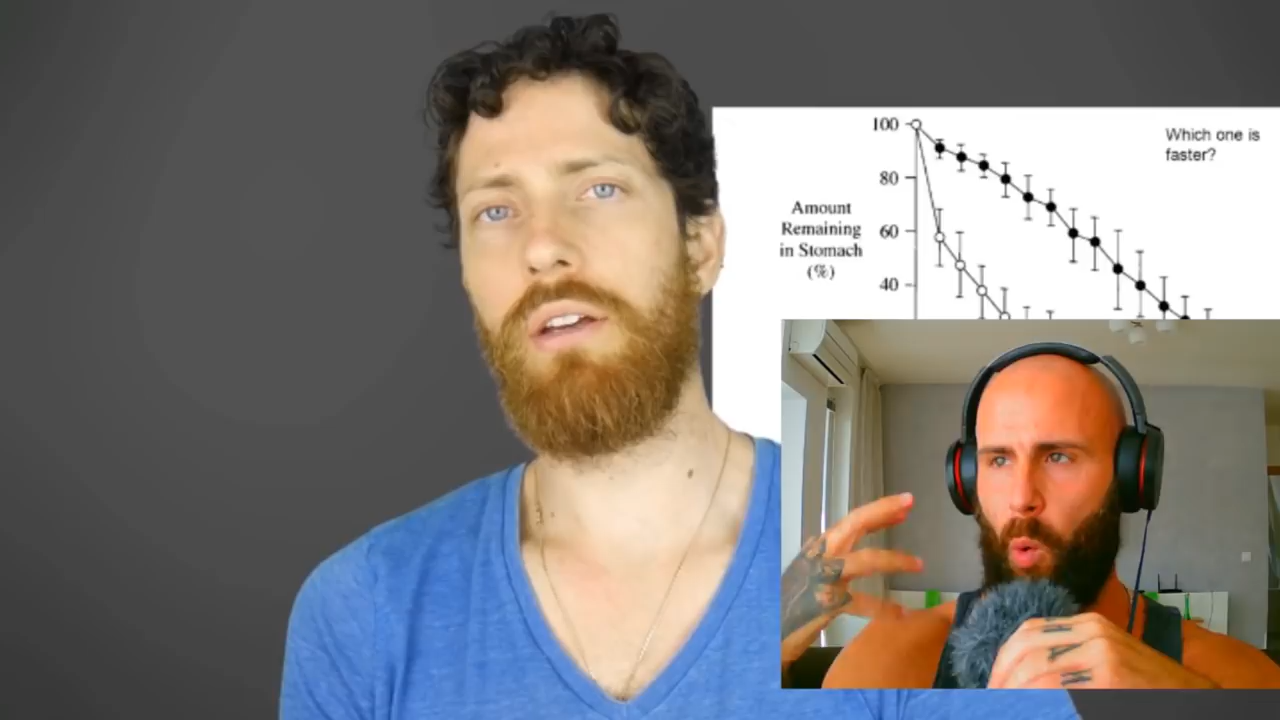 100
Which one is
faster?
80
Amount
Remaining
in Stomach
(%)
60
40